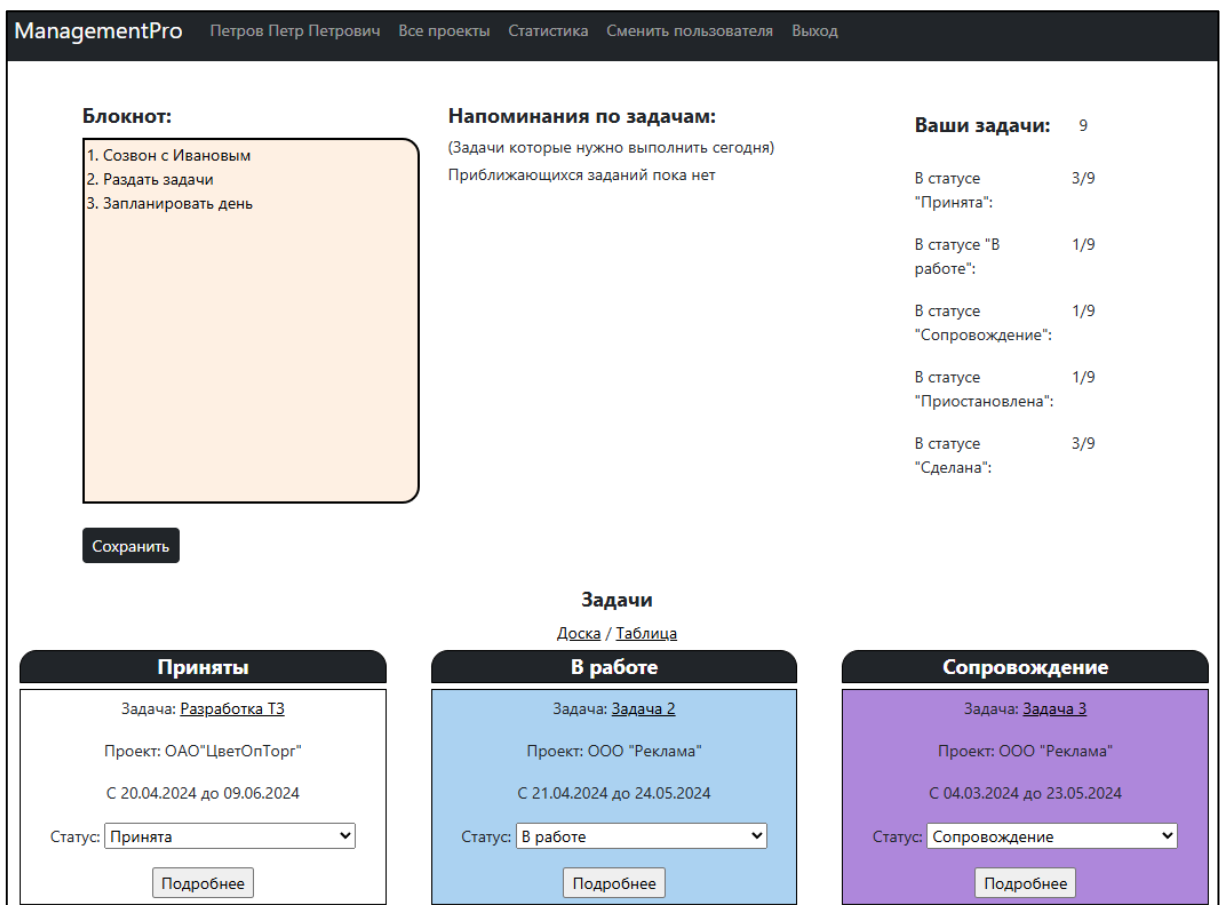 ManagementPro Петров Петр Петрович Все проекты Статистика Сменить пользователя Выход
Блокнот:
1. Созвон с Ивановым
2. Раздать задачи
3. Запланировать день
Сохранить
Напоминания по задачам:
(Задачи которые нужно выполнить сегодня)
Приближающихся заданий пока нет
Ваши задачи: 9
В статусе 3/9
"Принята":
В статусе "В 1/9
работе":
В статусе 1/9
"Сопровождение":
В статусе 1/9
"Приостановлена":
В статусе 3/9
"Сделана":
Задачи
Доска / Таблица
Приняты
Задача: Разработка ТЗ
Проект: ОАО"ЦветОпТорг"
С 20.04.2024 до 09.06.2024
Статус: Принята
Подробнее
В работе
Задача: Задача 2
Проект: ООО "Реклама"
С 21.04.2024 до 24.05.2024
Статус: В работе
Подробнее
Сопровождение
Задача: Задача 3
Проект: ООО "Реклама"
С 04.03.2024 до 23.05.2024
Статус: Сопровождение
Подробнее